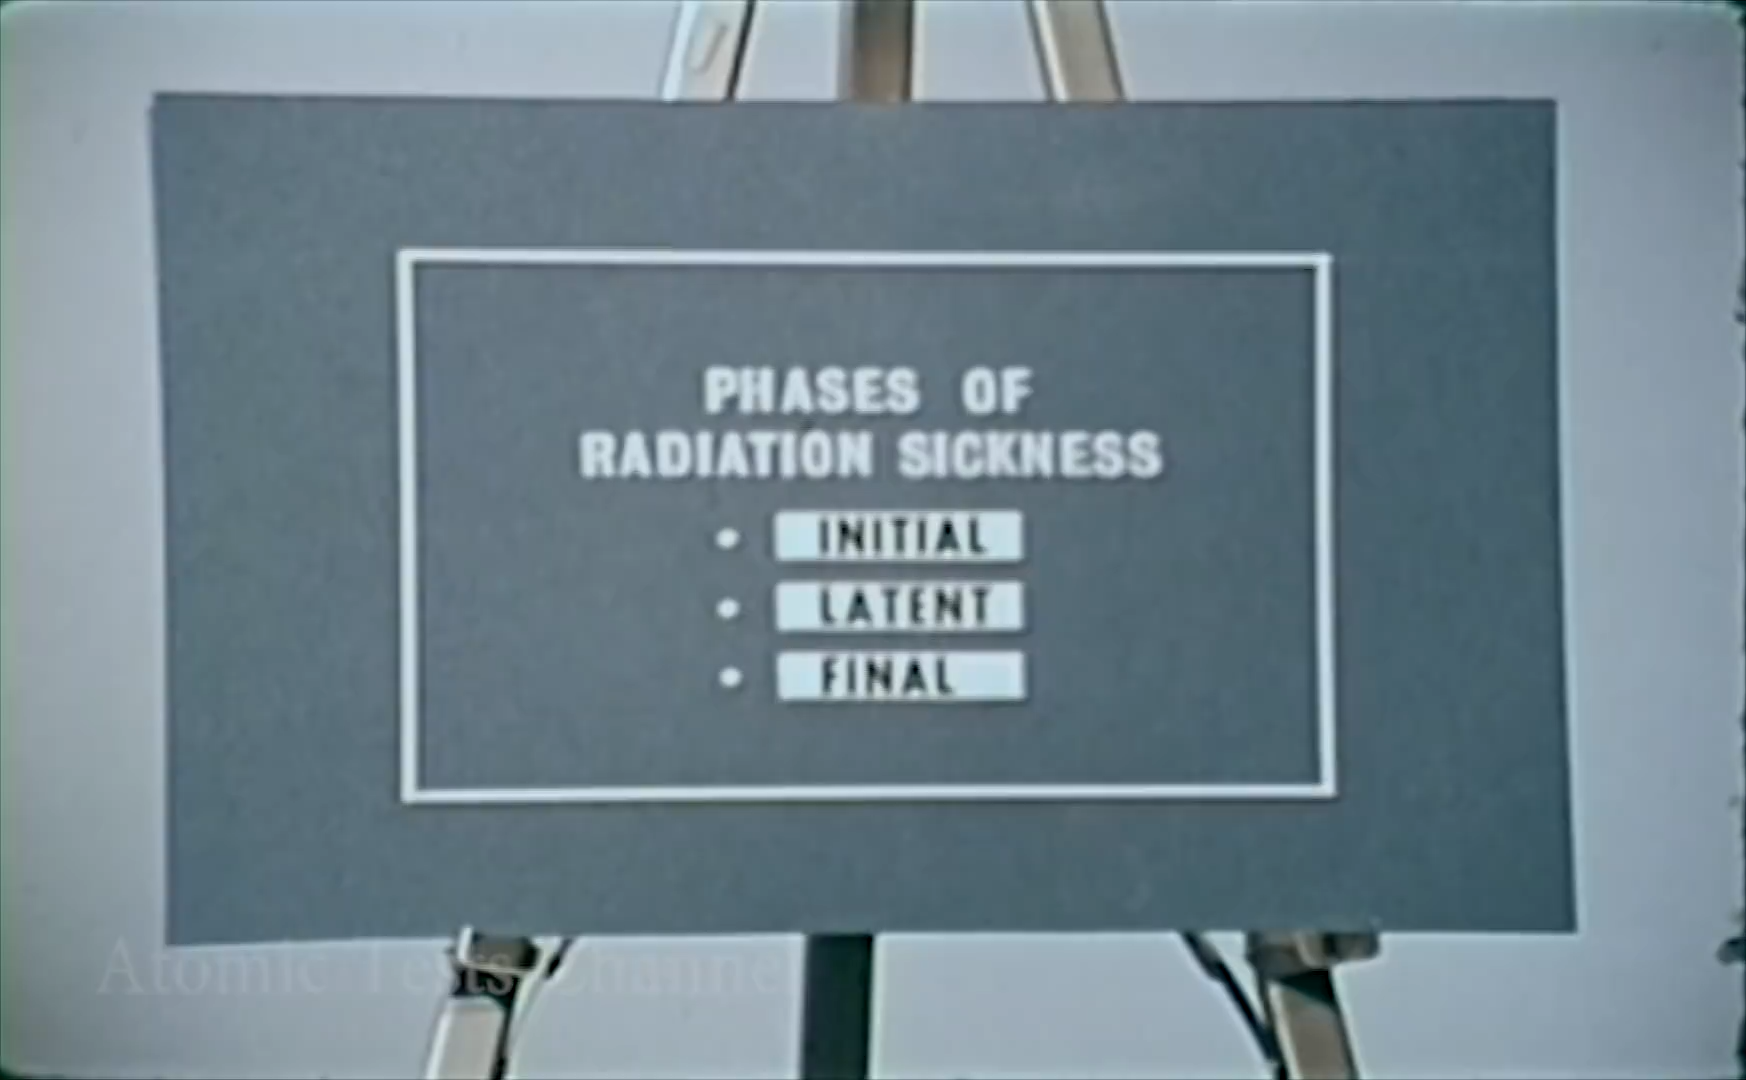 PHASES OF
RADIATION SICKNESS
• INITIAL
• LATENT
• FINAL
Atomic Tests Channel